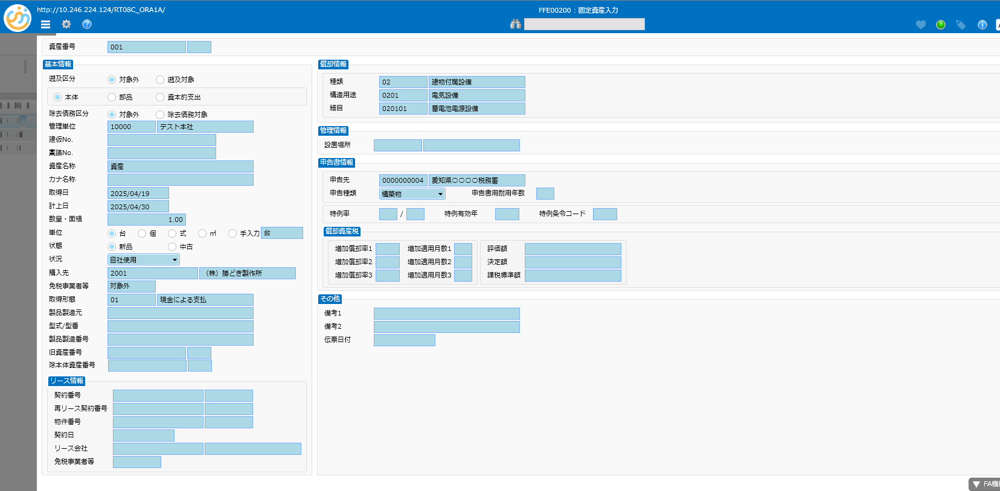 http://10.246.224.124/RT08C_ORA1A/
FFE00200：固定資産入力
資産番号 001
基本情報
遡及区分 対象外 遡及対象
本体 部品 資本的支出
除去債務区分 対象外 除去債務対象
管理単位 10000 テスト本社
建仮No.
稟議No.
資産名称 資産
カナ名称
取得日 2025/04/19
計上日 2025/04/30
数量・面積 1.00
単位 台 個 式 ㎡ 手入力 台
状態 新品 中古
状況 自社使用
購入先 2001 （株）勝どき製作所
免税事業者等 対象外
取得形態 01 現金による支払
製品製造元
型式/型番
製品製造番号
旧資産番号
除本体資産番号
リース情報
契約番号
再リース契約番号
物件番号
契約日
リース会社
免税事業者等
償却情報
種類 02 建物付属設備
構造用途 0201 電気設備
細目 020101 蓄電池電源設備
管理情報
設置場所
申告書情報
申告先 0000000004 愛知県○○○○税務署
申告種類 構築物 申告書用耐用年数
特例率 / 特例有効年 特例条令コード
償却資産税
増加償却率1 増加適用月数1 評価額
増加償却率2 増加適用月数2 決定額
増加償却率3 増加適用月数3 課税標準額
その他
備考1
備考2
伝票日付
▼ FA機